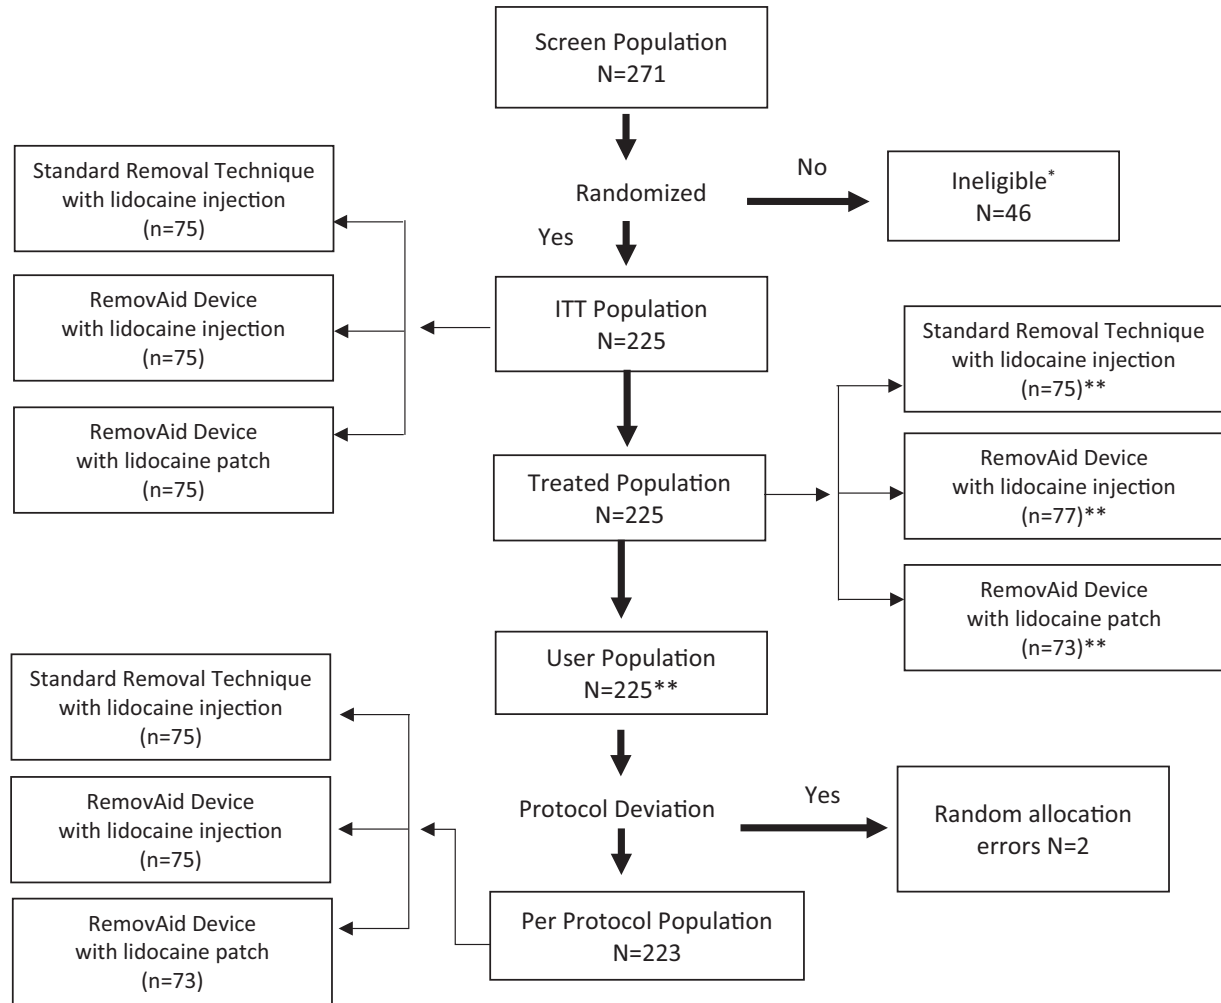 Screen Population
N=271
Randomized
No
Ineligible*
N=46
Yes
Standard Removal Technique
with lidocaine injection
(n=75)
RemovAid Device
with lidocaine injection
(n=75)
RemovAid Device
with lidocaine patch
(n=75)
ITT Population
N=225
Treated Population
N=225
Standard Removal Technique
with lidocaine injection
(n=75)**
RemovAid Device
with lidocaine injection
(n=77)**
RemovAid Device
with lidocaine patch
(n=73)**
User Population
N=225**
Protocol Deviation
Yes
Random allocation
errors N=2
Standard Removal Technique
with lidocaine injection
(n=75)
RemovAid Device
with lidocaine injection
(n=75)
RemovAid Device
with lidocaine patch
(n=73)
Per Protocol Population
N=223